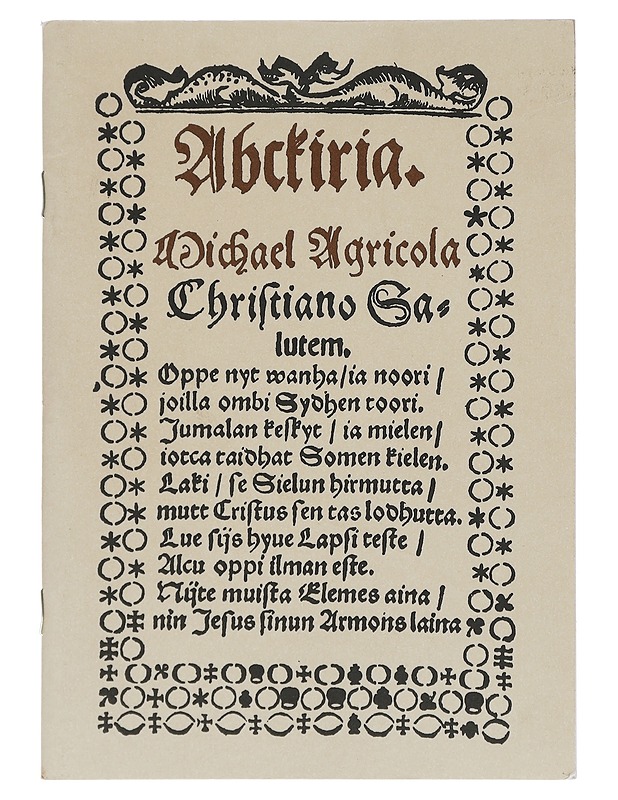 Abckiria.
Michael Agricola
Chriſtiano Sa⸗
lutem.
Oppe nyt wanha/ia noori /
joilla ombi Sydhen toori.
Jumalan keſkyt / ia mielen/
iotca taidhat Somen kielen.
Laki / ſe Sielun hirmutta /
mutt Criſtus ſen tas lodhutta.
Lue ſijs hyue Lapſi teſte /
Alcu oppi ilman eſte.
Nijte muiſta Elemes aina /
nin Jeſus ſinun Armons laina